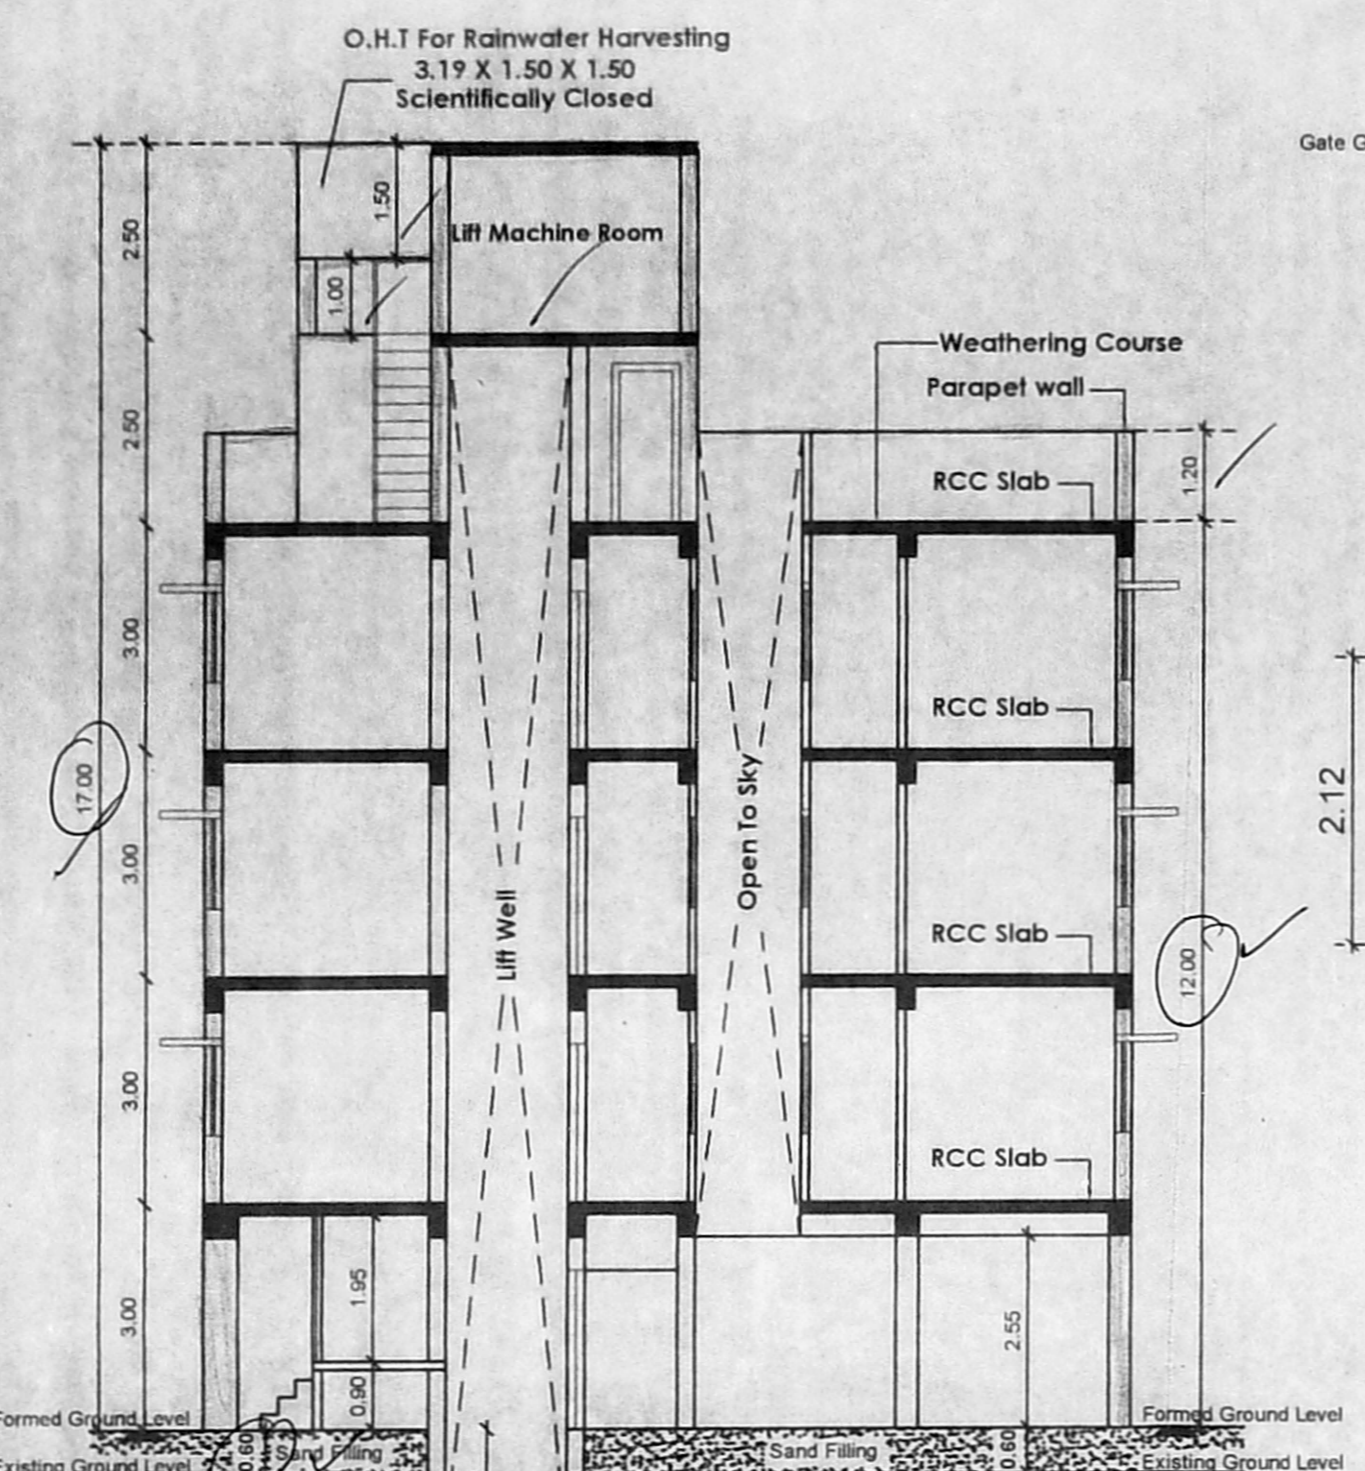 O.H.T For Rainwater Harvesting
3.19 X 1.50 X 1.50
Scientifically Closed
Gate G
2.50
1.50
Lift Machine Room
1.00
Weathering Course
Parapet wall
2.50
RCC Slab
1.20
3.00
RCC Slab
17.00
Open To Sky
2.12
3.00
Lift Well
RCC Slab
12.00
3.00
RCC Slab
3.00
1.95
2.55
0.90
Formed Ground Level
Formed Ground Level
0.60
Sand Filling
Sand Filling
0.60
Existing Ground Level
Existing Ground Level